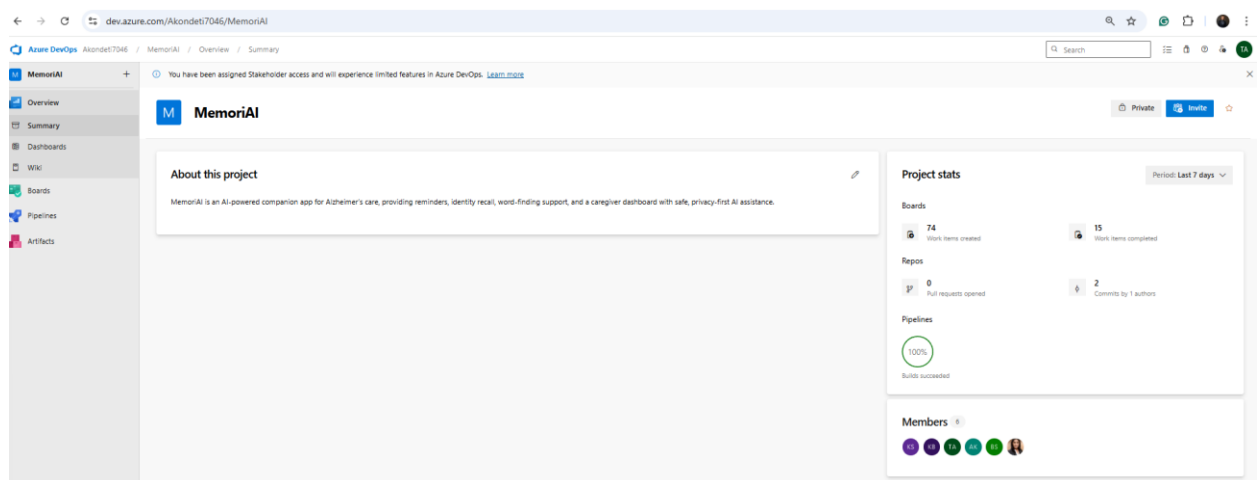 dev.azure.com/Akondeti7046/MemoriAI
Azure DevOps Akondeti7046 / MemoriAI / Overview / Summary
Search
TA
M MemoriAI +
You have been assigned Stakeholder access and will experience limited features in Azure DevOps. Learn more
Overview
Summary
Dashboards
Wiki
Boards
Pipelines
Artifacts
M MemoriAI
Private
Invite
About this project
MemoriAI is an AI-powered companion app for Alzheimer's care, providing reminders, identity recall, word-finding support, and a caregiver dashboard with safe, privacy-first AI assistance.
Project stats
Period: Last 7 days
Boards
74
Work items created
15
Work items completed
Repos
0
Pull requests opened
2
Commits by 1 authors
Pipelines
100%
Builds succeeded
Members 6
KS KB TA AK BS